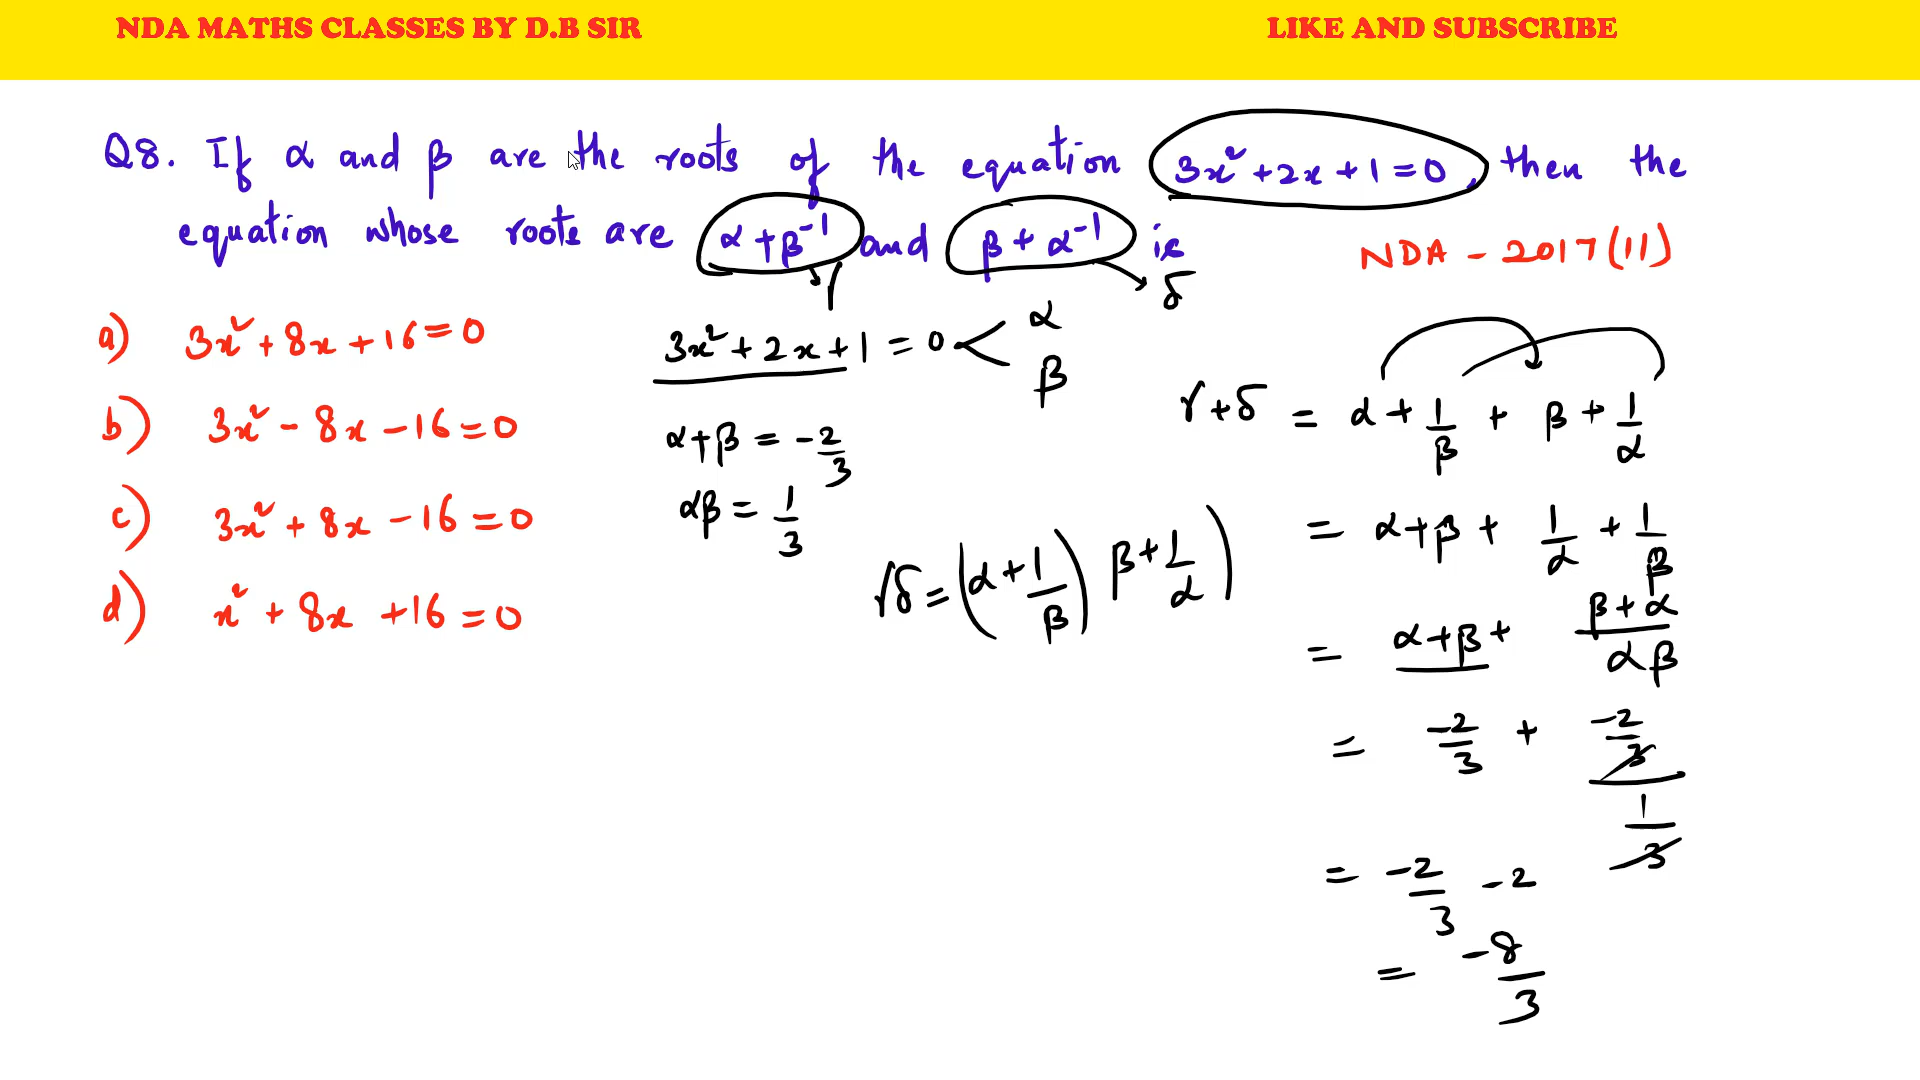 NDA MATHS CLASSES BY D.B SIR
LIKE AND SUBSCRIBE
Q8. If α and β are the roots of the equation 3x² + 2x + 1 = 0, then the
equation whose roots are α + β⁻¹ and β + α⁻¹ is
NDA - 2017 (11)
γ
δ
a) 3x² + 8x + 16 = 0
b) 3x² - 8x - 16 = 0
c) 3x² + 8x - 16 = 0
d) x² + 8x + 16 = 0
3x² + 2x + 1 = 0 < α β
α + β = -2/3
αβ = 1/3
γδ = (α + 1/β) β + 1/α)
γ + δ = α + 1/β + β + 1/α
= α + β + 1/α + 1/β
= α + β + (β + α)/αβ
= -2/3 + (-2/3)/(1/3)
= -2/3 - 2
= -8/3